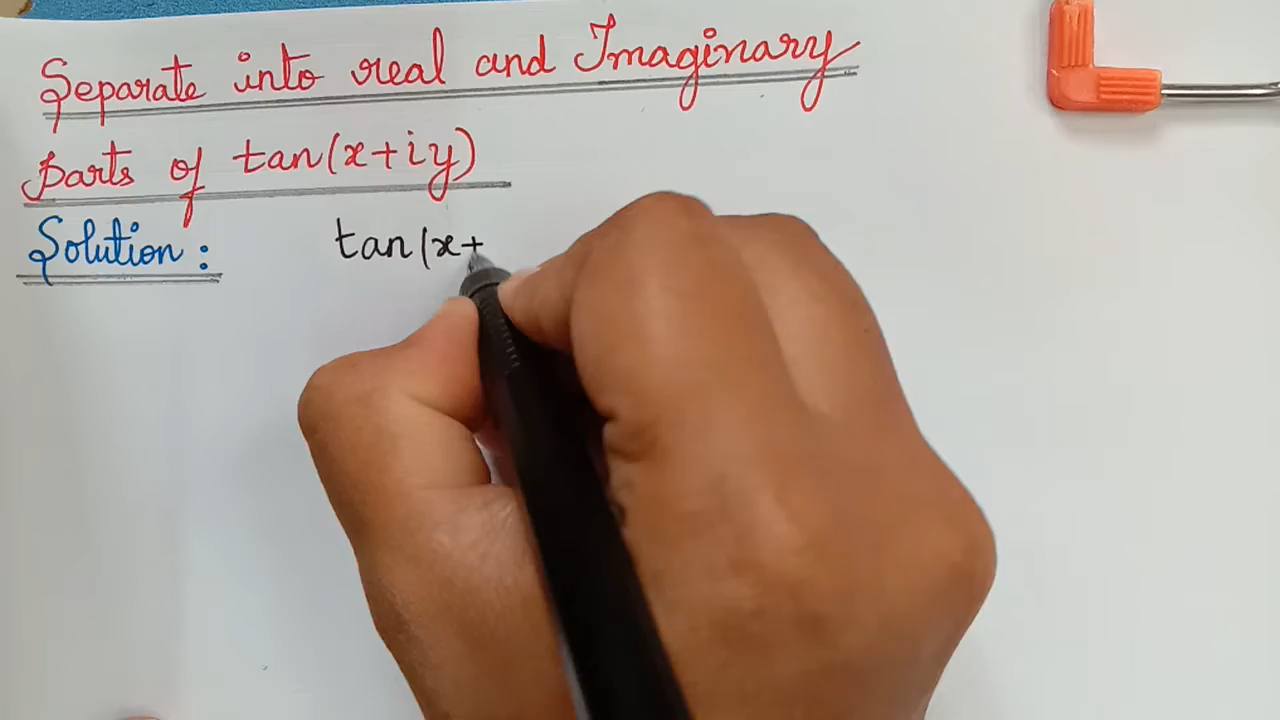 Separate into real and Imaginary
parts of tan(x+iy)
Solution: tan(x+